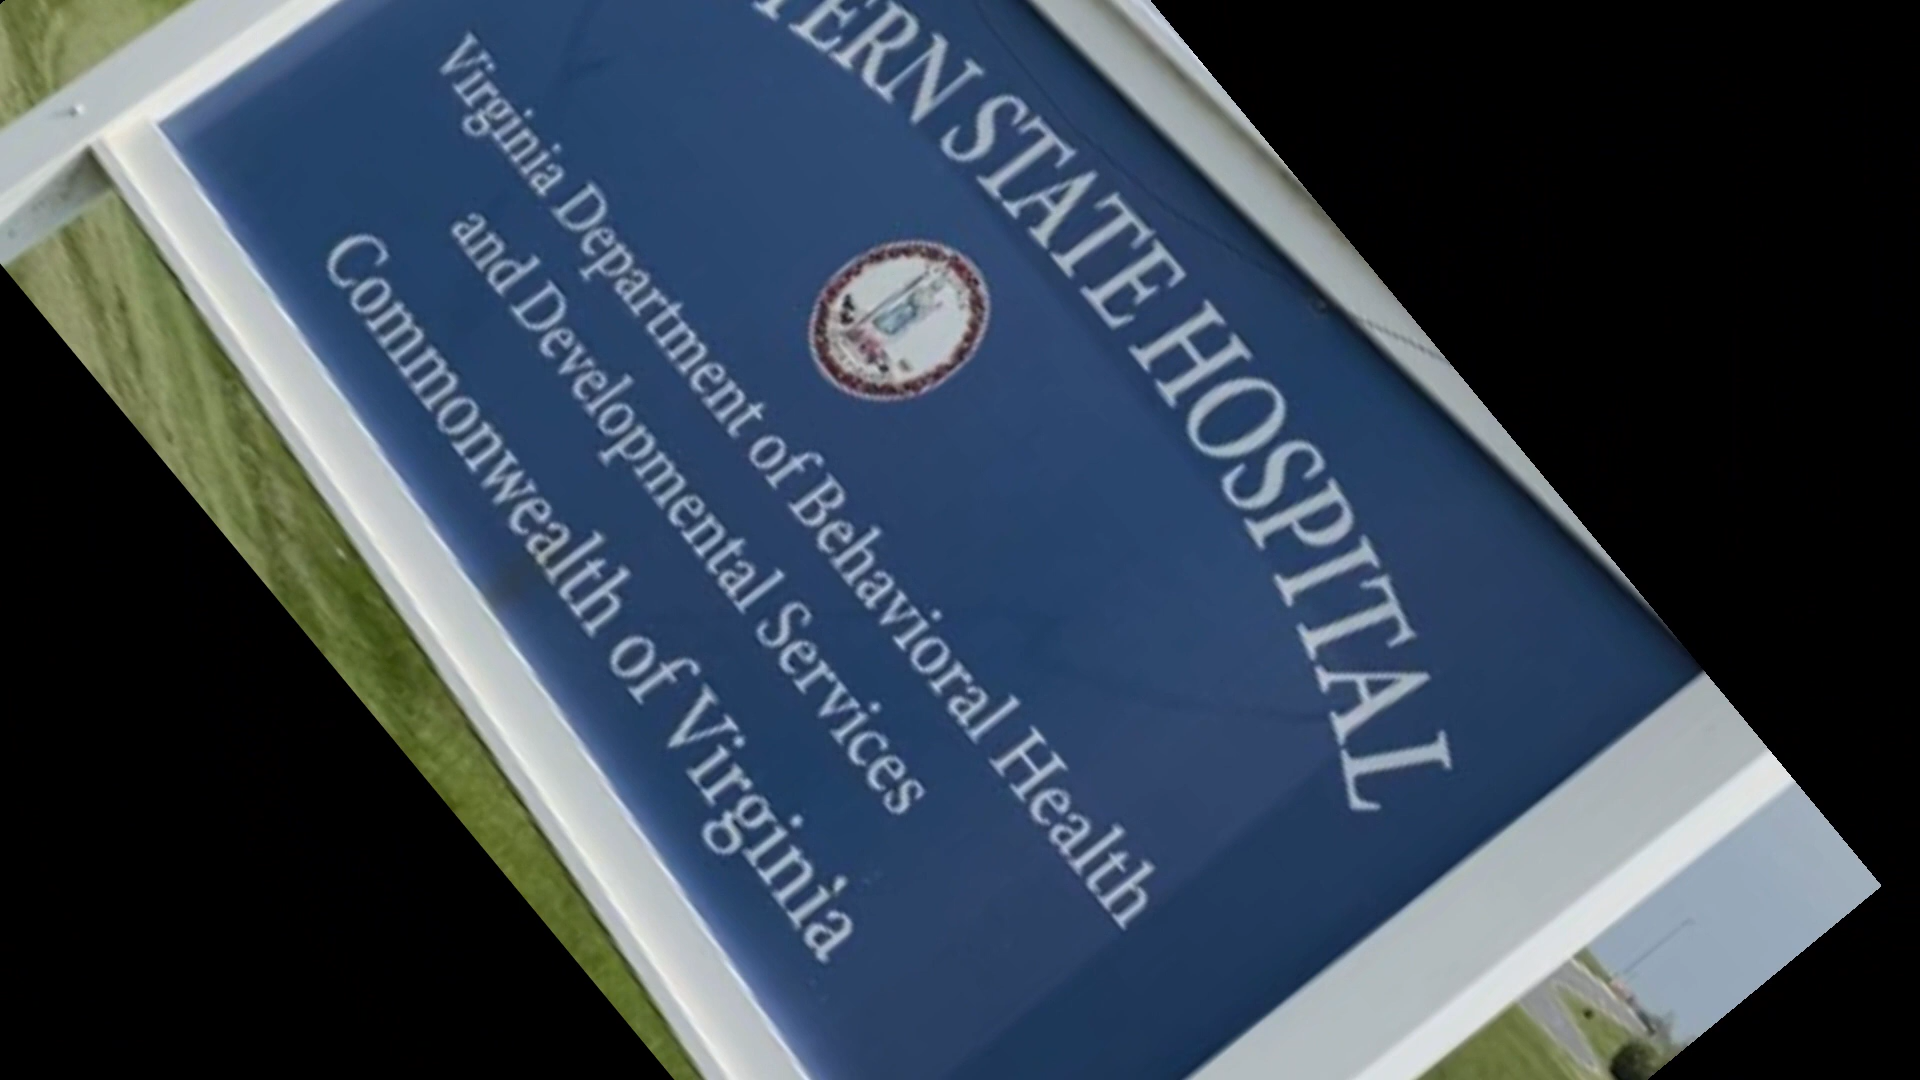 TERN STATE HOSPITAL
Virginia Department of Behavioral Health
and Developmental Services
Commonwealth of Virginia